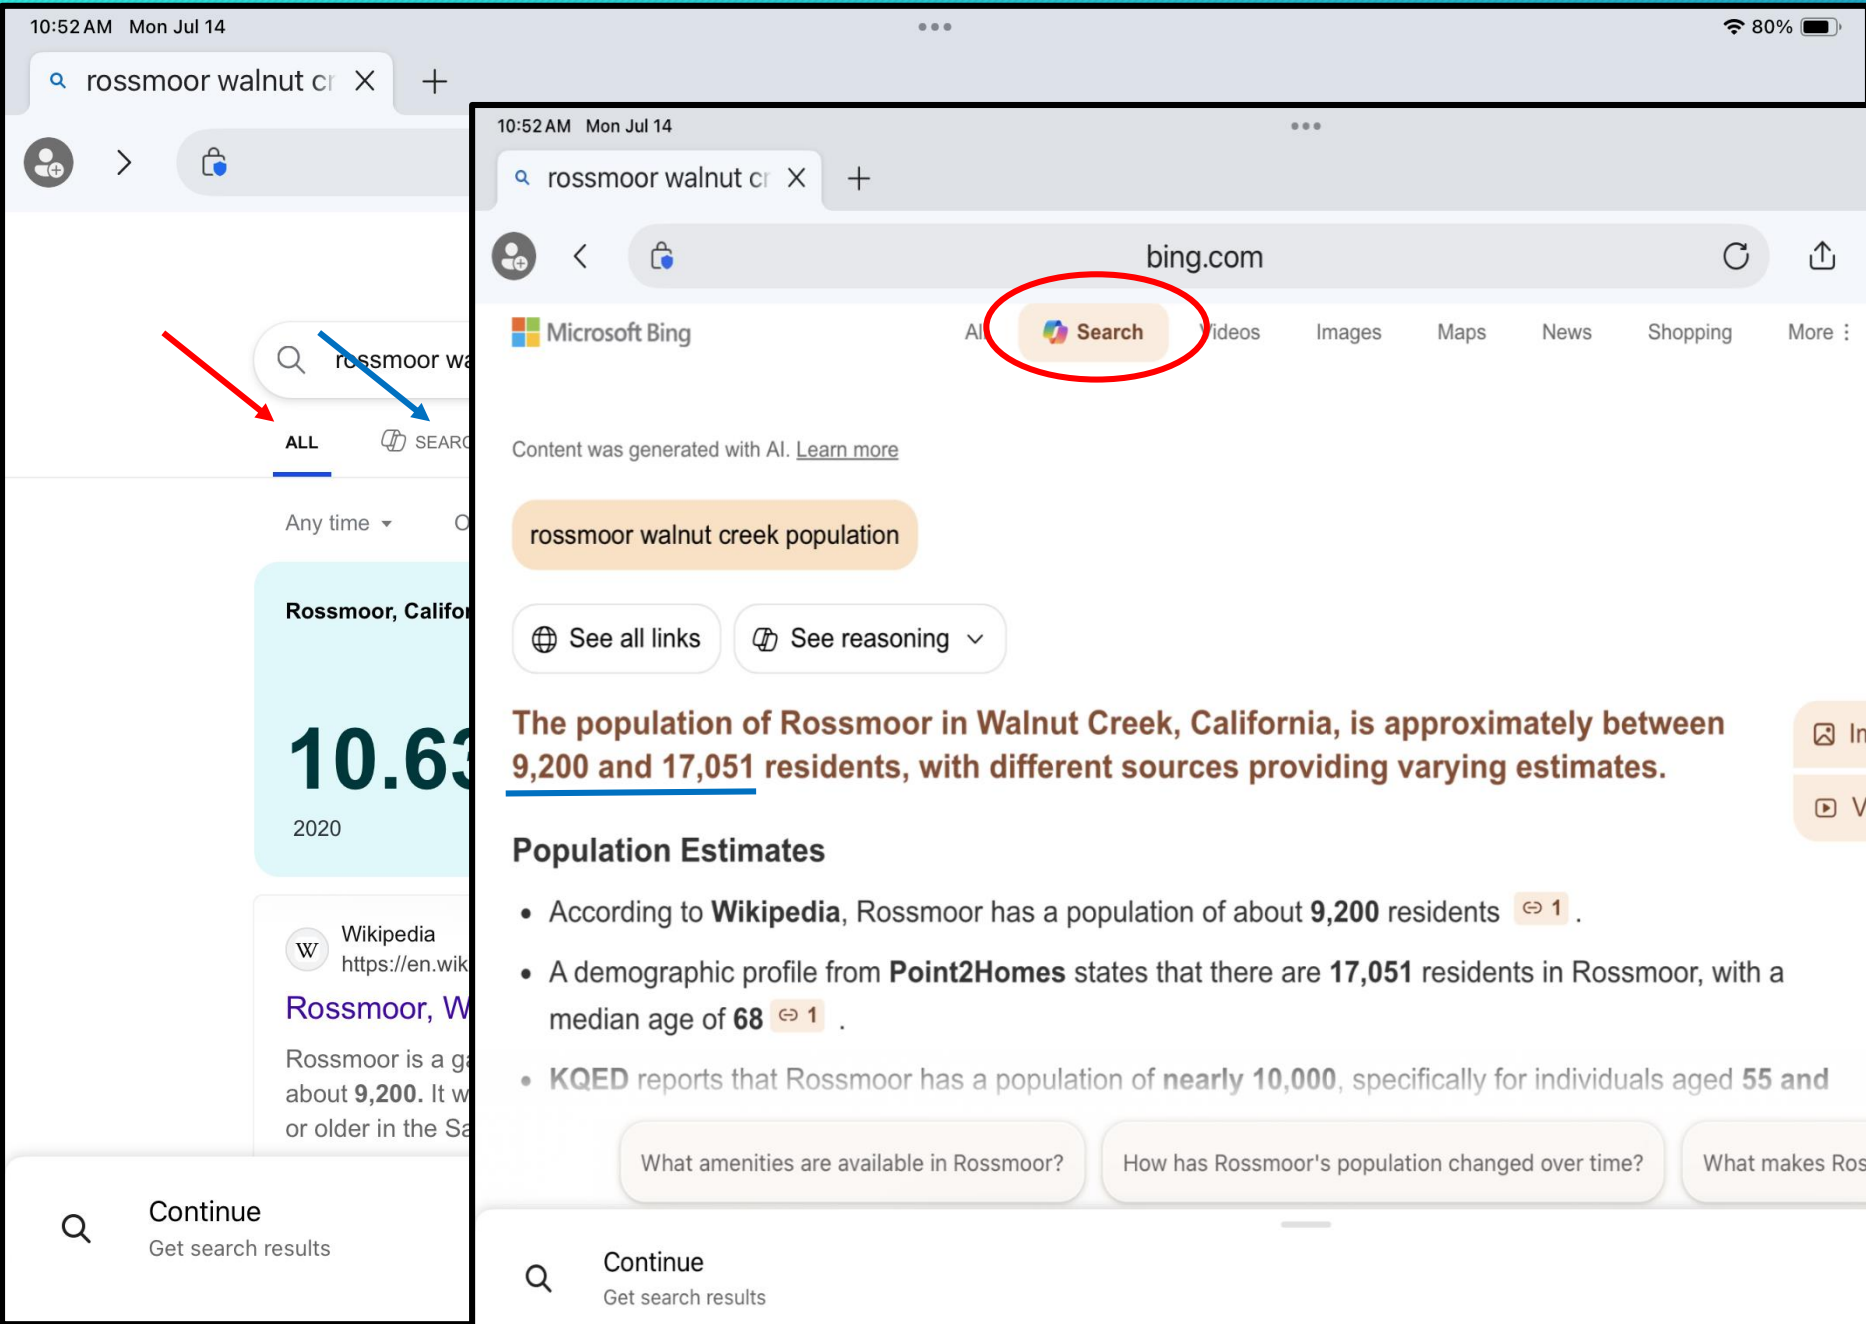 10:52 AM Mon Jul 14
80%
rossmoor walnut cr
rossmoor wa
ALL SEARC
Any time
Rossmoor, Califor
10.63
2020
Wikipedia
https://en.wik
Rossmoor, W
Rossmoor is a ga
about 9,200. It w
or older in the Sa
Continue
Get search results
10:52 AM Mon Jul 14
rossmoor walnut cr
bing.com
Microsoft Bing
Search Videos Images Maps News Shopping More
Content was generated with AI. Learn more
rossmoor walnut creek population
See all links See reasoning
The population of Rossmoor in Walnut Creek, California, is approximately between
9,200 and 17,051 residents, with different sources providing varying estimates.
Population Estimates
• According to Wikipedia, Rossmoor has a population of about 9,200 residents 1 .
• A demographic profile from Point2Homes states that there are 17,051 residents in Rossmoor, with a
median age of 68 1 .
• KQED reports that Rossmoor has a population of nearly 10,000, specifically for individuals aged 55 and
What amenities are available in Rossmoor? How has Rossmoor's population changed over time? What makes Ros
Continue
Get search results